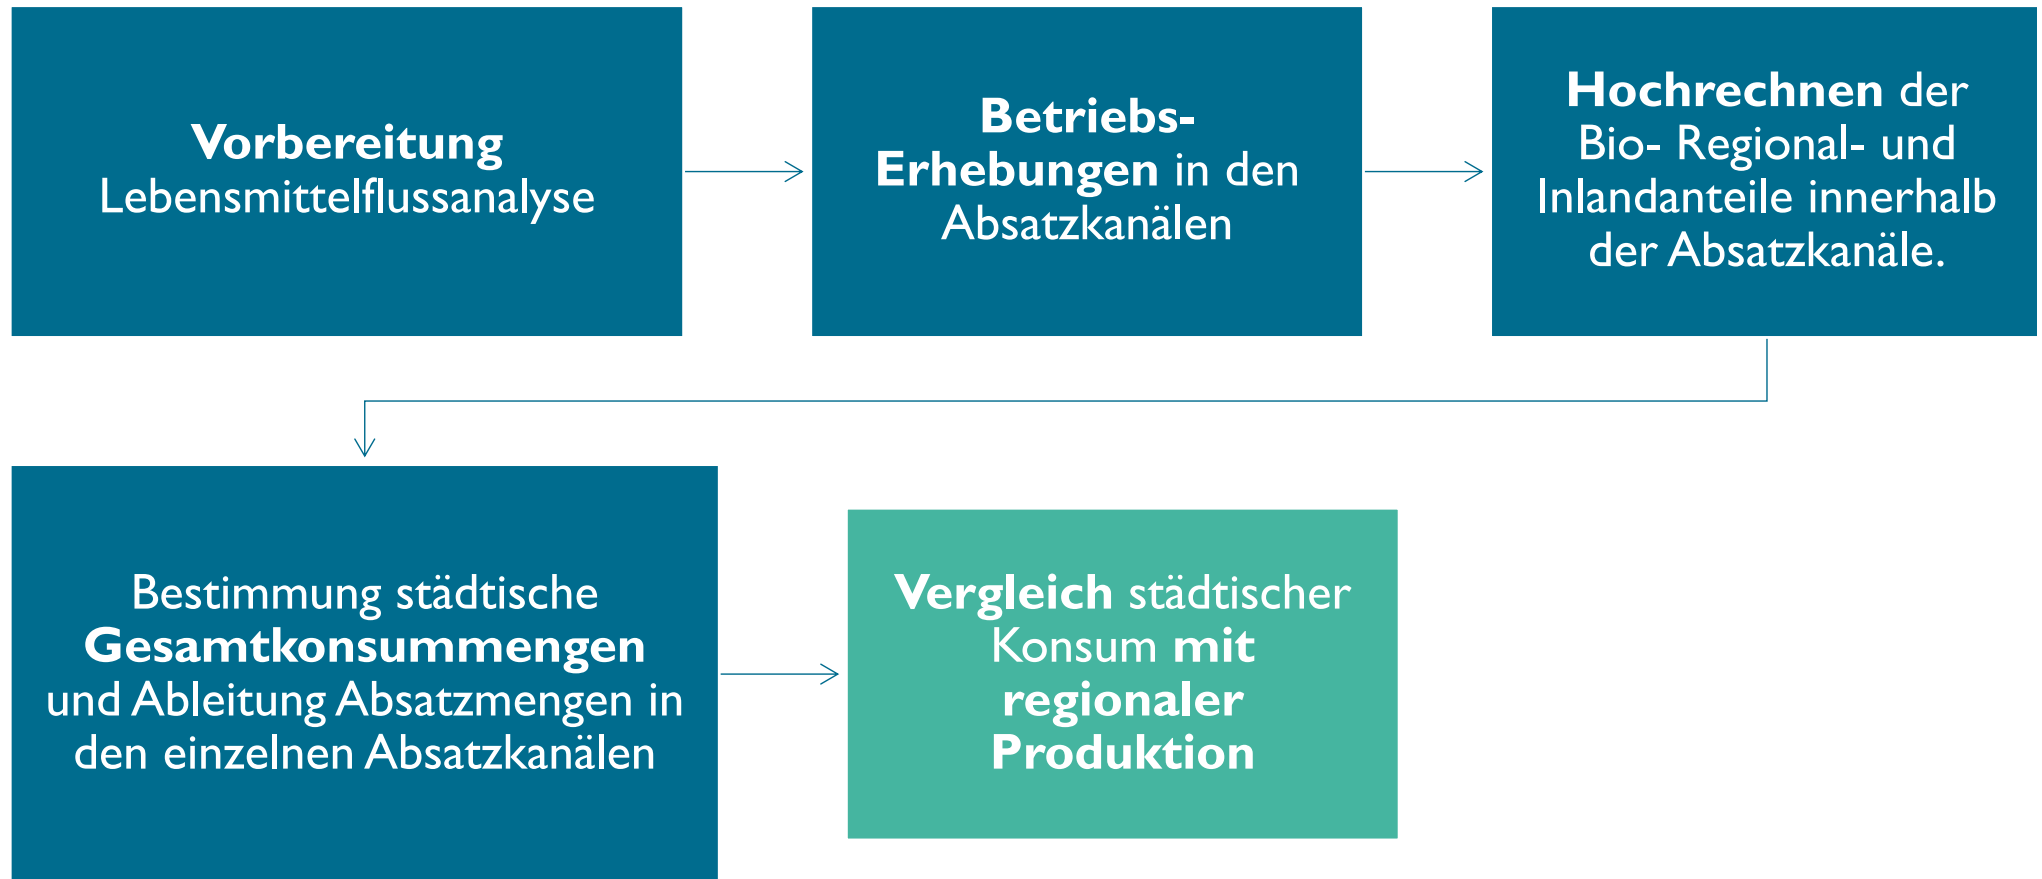 Vorbereitung
Lebensmittelflussanalyse
Betriebs-
Erhebungen in den
Absatzkanälen
Hochrechnen der
Bio- Regional- und
Inlandanteile innerhalb
der Absatzkanäle.
Bestimmung städtische
Gesamtkonsummengen
und Ableitung Absatzmengen in
den einzelnen Absatzkanälen
Vergleich städtischer
Konsum mit
regionaler
Produktion